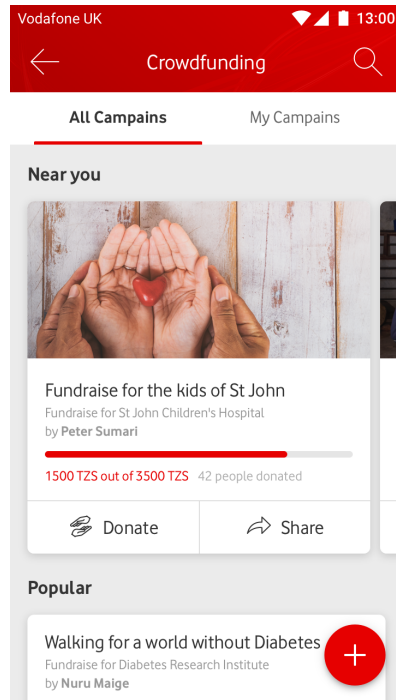 Vodafone UK 13:00
Crowdfunding
All Campains My Campains
Near you
Fundraise for the kids of St John
Fundraise for St John Children's Hospital
by Peter Sumari
1500 TZS out of 3500 TZS 42 people donated
Donate Share
Popular
Walking for a world without Diabetes
Fundraise for Diabetes Research Institute
by Nuru Maige